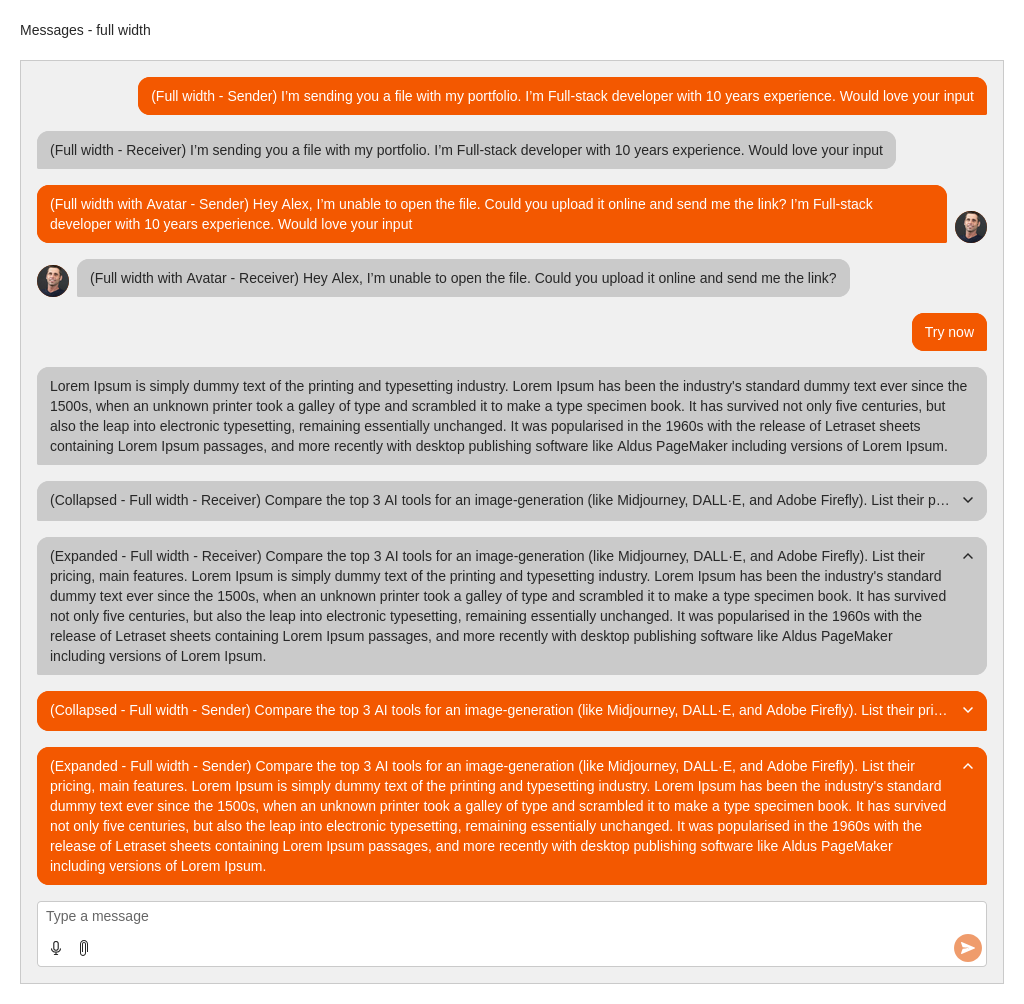 Messages - full width
(Full width - Sender) I’m sending you a file with my portfolio. I’m Full-stack developer with 10 years experience. Would love your input
(Full width - Receiver) I’m sending you a file with my portfolio. I’m Full-stack developer with 10 years experience. Would love your input
(Full width with Avatar - Sender) Hey Alex, I’m unable to open the file. Could you upload it online and send me the link? I’m Full-stack
developer with 10 years experience. Would love your input
(Full width with Avatar - Receiver) Hey Alex, I’m unable to open the file. Could you upload it online and send me the link?
Try now
Lorem Ipsum is simply dummy text of the printing and typesetting industry. Lorem Ipsum has been the industry's standard dummy text ever since the
1500s, when an unknown printer took a galley of type and scrambled it to make a type specimen book. It has survived not only five centuries, but
also the leap into electronic typesetting, remaining essentially unchanged. It was popularised in the 1960s with the release of Letraset sheets
containing Lorem Ipsum passages, and more recently with desktop publishing software like Aldus PageMaker including versions of Lorem Ipsum.
(Collapsed - Full width - Receiver) Compare the top 3 AI tools for an image-generation (like Midjourney, DALL·E, and Adobe Firefly). List their p…
(Expanded - Full width - Receiver) Compare the top 3 AI tools for an image-generation (like Midjourney, DALL·E, and Adobe Firefly). List their
pricing, main features. Lorem Ipsum is simply dummy text of the printing and typesetting industry. Lorem Ipsum has been the industry's standard
dummy text ever since the 1500s, when an unknown printer took a galley of type and scrambled it to make a type specimen book. It has survived
not only five centuries, but also the leap into electronic typesetting, remaining essentially unchanged. It was popularised in the 1960s with the
release of Letraset sheets containing Lorem Ipsum passages, and more recently with desktop publishing software like Aldus PageMaker
including versions of Lorem Ipsum.
(Collapsed - Full width - Sender) Compare the top 3 AI tools for an image-generation (like Midjourney, DALL·E, and Adobe Firefly). List their pri…
(Expanded - Full width - Sender) Compare the top 3 AI tools for an image-generation (like Midjourney, DALL·E, and Adobe Firefly). List their
pricing, main features. Lorem Ipsum is simply dummy text of the printing and typesetting industry. Lorem Ipsum has been the industry's standard
dummy text ever since the 1500s, when an unknown printer took a galley of type and scrambled it to make a type specimen book. It has survived
not only five centuries, but also the leap into electronic typesetting, remaining essentially unchanged. It was popularised in the 1960s with the
release of Letraset sheets containing Lorem Ipsum passages, and more recently with desktop publishing software like Aldus PageMaker
including versions of Lorem Ipsum.
Type a message